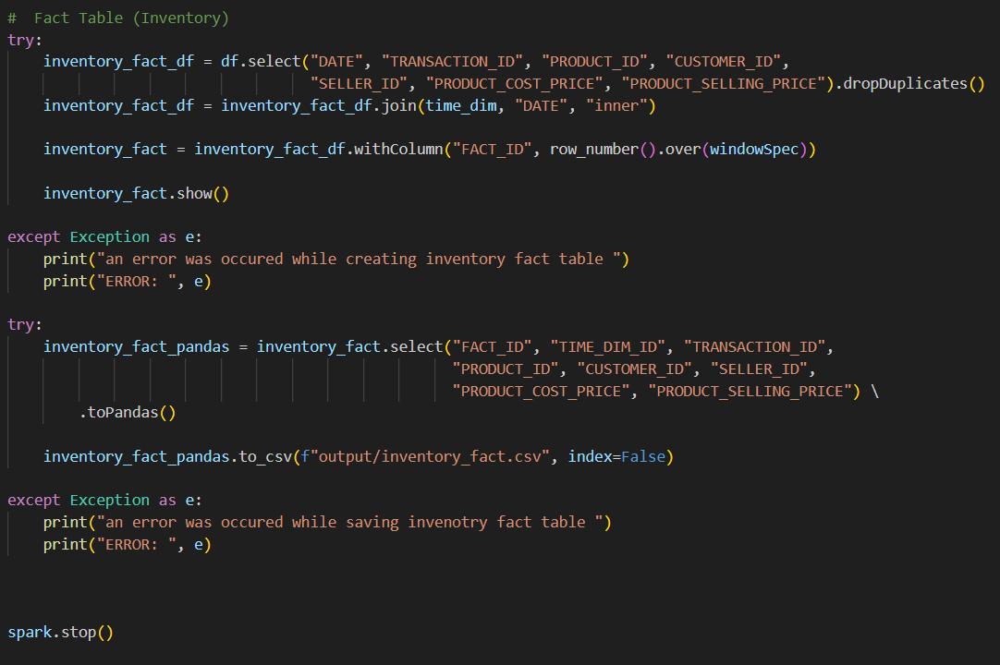 #  Fact Table (Inventory)
try:
    inventory_fact_df = df.select("DATE", "TRANSACTION_ID", "PRODUCT_ID", "CUSTOMER_ID",
                                  "SELLER_ID", "PRODUCT_COST_PRICE", "PRODUCT_SELLING_PRICE").dropDuplicates()
    inventory_fact_df = inventory_fact_df.join(time_dim, "DATE", "inner")
    inventory_fact = inventory_fact_df.withColumn("FACT_ID", row_number().over(windowSpec))
    inventory_fact.show()
except Exception as e:
    print("an error was occured while creating inventory fact table ")
    print("ERROR: ", e)
try:
    inventory_fact_pandas = inventory_fact.select("FACT_ID", "TIME_DIM_ID", "TRANSACTION_ID",
                                                  "PRODUCT_ID", "CUSTOMER_ID", "SELLER_ID",
                                                  "PRODUCT_COST_PRICE", "PRODUCT_SELLING_PRICE") \
        .toPandas()
    inventory_fact_pandas.to_csv(f"output/inventory_fact.csv", index=False)
except Exception as e:
    print("an error was occured while saving invenotry fact table ")
    print("ERROR: ", e)
spark.stop()